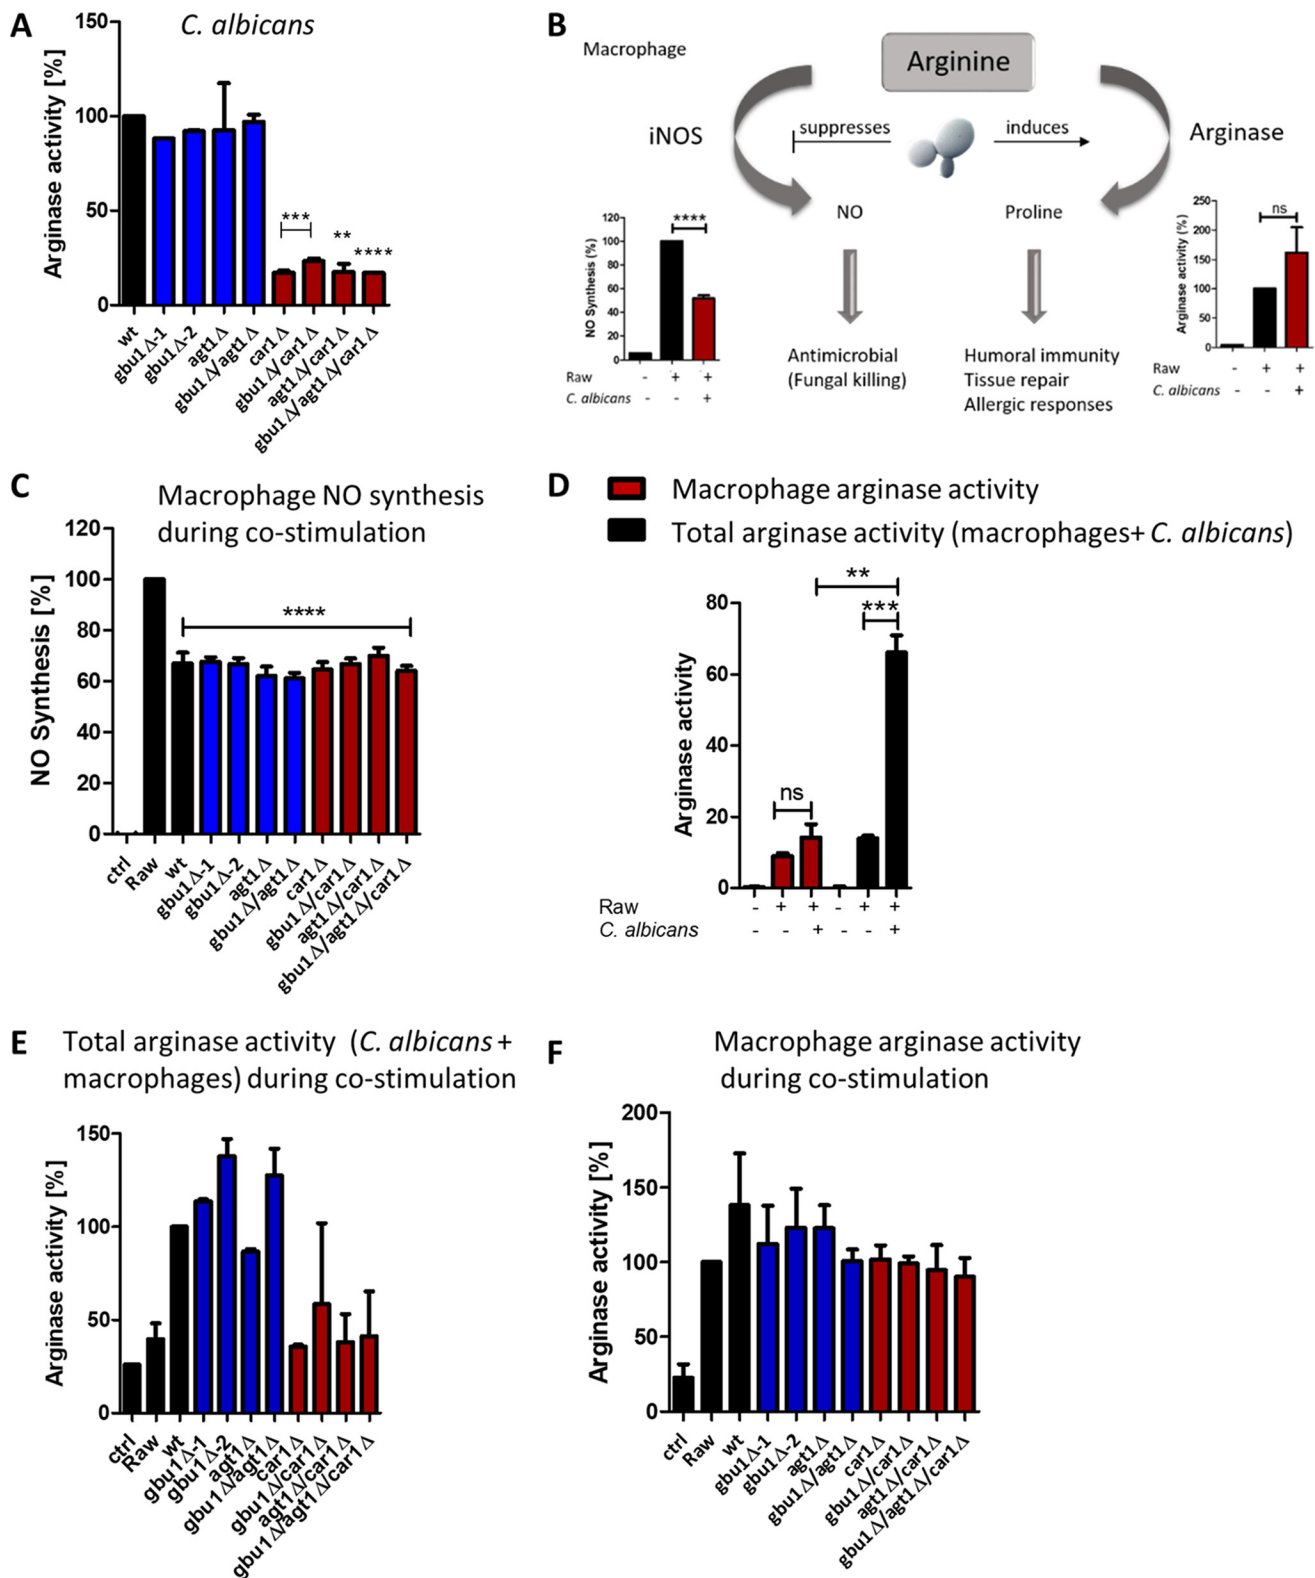 A
C. albicans
Arginase activity [%]
150
100
50
0
***
**
****
wt
gbu1Δ-1
gbu1Δ-2
agt1Δ
gbu1Δ/agt1Δ
car1Δ
gbu1Δ/car1Δ
agt1Δ/car1Δ
gbu1Δ/agt1Δ/car1Δ
B
Macrophage
Arginine
iNOS
suppresses
induces
Arginase
NO
Proline
Antimicrobial
(Fungal killing)
Humoral immunity
Tissue repair
Allergic responses
NO Synthesis (%)
120
100
80
60
40
20
0
****
Raw - + +
C. albicans - - +
Arginase activity (%)
250
200
150
100
50
0
ns
Raw - + +
C. albicans - - +
C
Macrophage NO synthesis
during co-stimulation
NO Synthesis [%]
120
100
80
60
40
20
0
****
ctrl
Raw
wt
gbu1Δ-1
gbu1Δ-2
agt1Δ
gbu1Δ/agt1Δ
car1Δ
gbu1Δ/car1Δ
agt1Δ/car1Δ
gbu1Δ/agt1Δ/car1Δ
D
Macrophage arginase activity
Total arginase activity (macrophages+ C. albicans)
Arginase activity
80
60
40
20
0
ns
**
***
Raw - + + - + +
C. albicans - - + - - +
E
Total arginase activity (C. albicans +
macrophages) during co-stimulation
Arginase activity [%]
150
100
50
0
ctrl
Raw
wt
gbu1Δ-1
gbu1Δ-2
agt1Δ
gbu1Δ/agt1Δ
car1Δ
gbu1Δ/car1Δ
agt1Δ/car1Δ
gbu1Δ/agt1Δ/car1Δ
F
Macrophage arginase activity
during co-stimulation
Arginase activity [%]
200
150
100
50
0
ctrl
Raw
wt
gbu1Δ-1
gbu1Δ-2
agt1Δ
gbu1Δ/agt1Δ
car1Δ
gbu1Δ/car1Δ
agt1Δ/car1Δ
gbu1Δ/agt1Δ/car1Δ